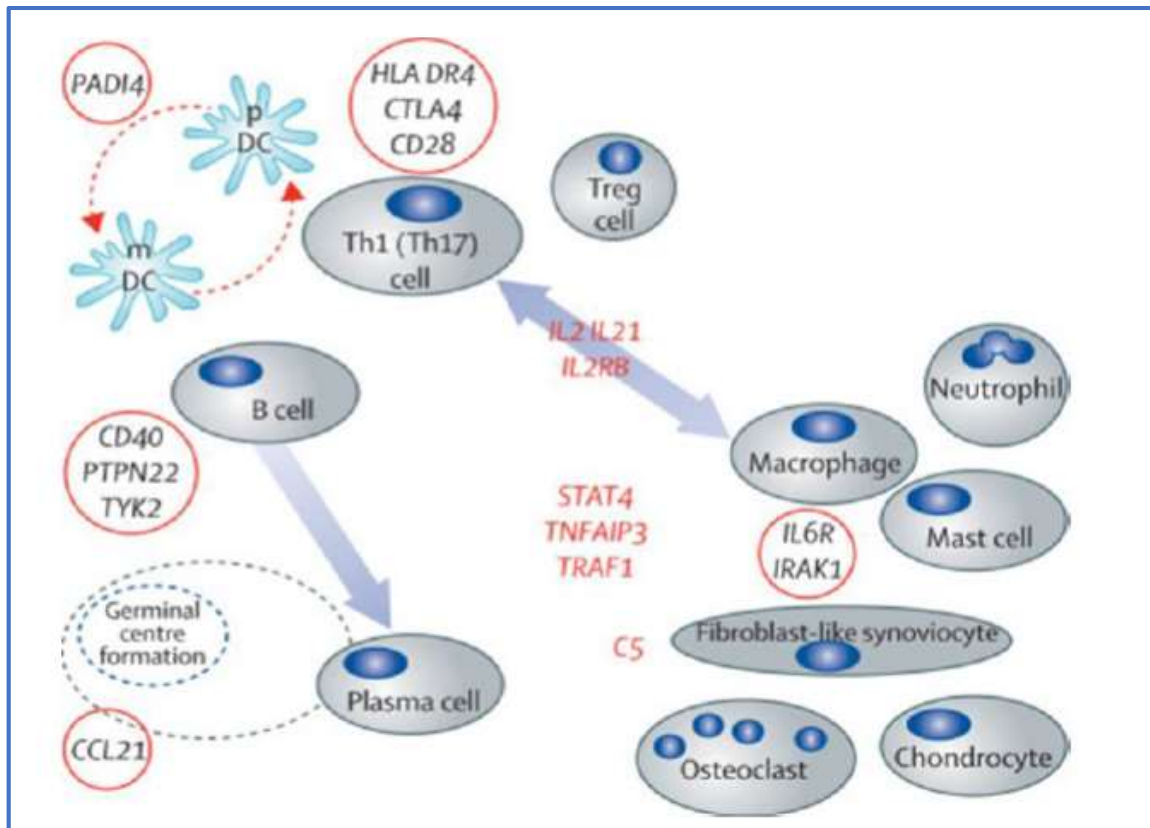 PADI4
HLA DR4
CTLA4
CD28
p
DC
Treg
cell
m
DC
Th1 (Th17)
cell
IL2 IL21
IL2RB
Neutrophil
B cell
CD40
PTPN22
TYK2
Macrophage
STAT4
TNFAIP3
TRAF1
IL6R
IRAK1
Mast cell
Germinal
centre
formation
C5
Fibroblast-like synoviocyte
Plasma cell
CCL21
Osteoclast
Chondrocyte